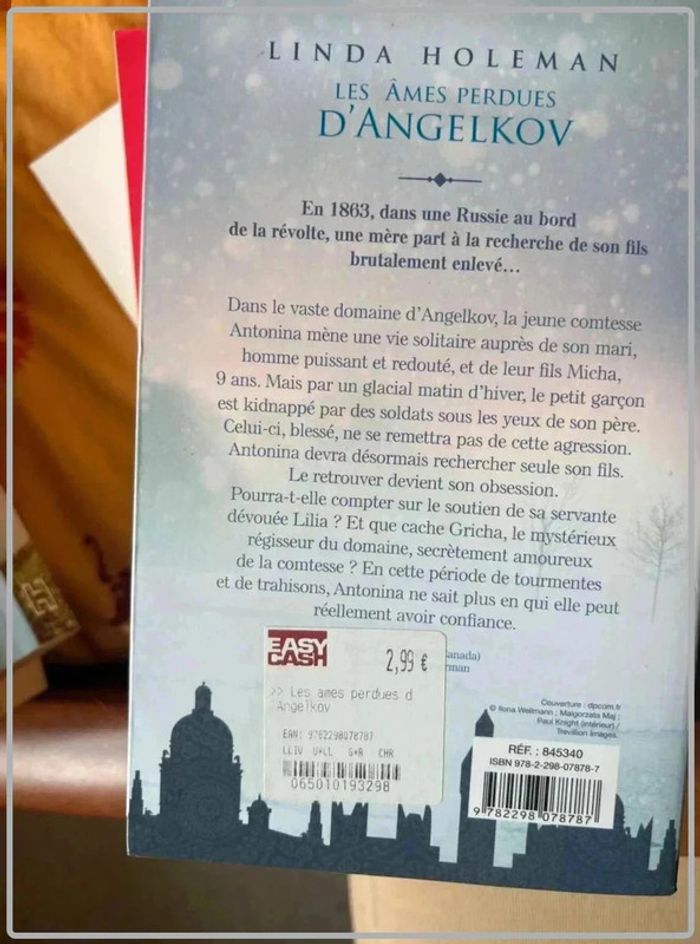 LINDA HOLEMAN
LES ÂMES PERDUES
D'ANGELKOV
En 1863, dans une Russie au bord
de la révolte, une mère part à la recherche de son fils
brutalement enlevé...
Dans le vaste domaine d'Angelkov, la jeune comtesse
Antonina mène une vie solitaire auprès de son mari,
homme puissant et redouté, et de leur fils Micha,
9 ans. Mais par un glacial matin d'hiver, le petit garçon
est kidnappé par des soldats sous les yeux de son père.
Celui-ci, blessé, ne se remettra pas de cette agression.
Antonina devra désormais rechercher seule son fils.
Le retrouver devient son obsession.
Pourra-t-elle compter sur le soutien de sa servante
dévouée Lilia ? Et que cache Gricha, le mystérieux
régisseur du domaine, secrètement amoureux
de la comtesse ? En cette période de tourmentes
et de trahisons, Antonina ne sait plus en qui elle peut
réellement avoir confiance.
anada)
rman
EASY
CASH
2,99 €
>> Les ames perdues d
'Angelkov
EAN: 9782298078787
LLIV U*LL G*R CHR
065010193298
Couverture : dpcom.fr
© Ilona Wellmann ; Malgorzata Maj ;
Paul Knight (intérieur) /
Trevillion Images.
RÉF. : 845340
ISBN 978-2-298-07878-7
9 782298 078787